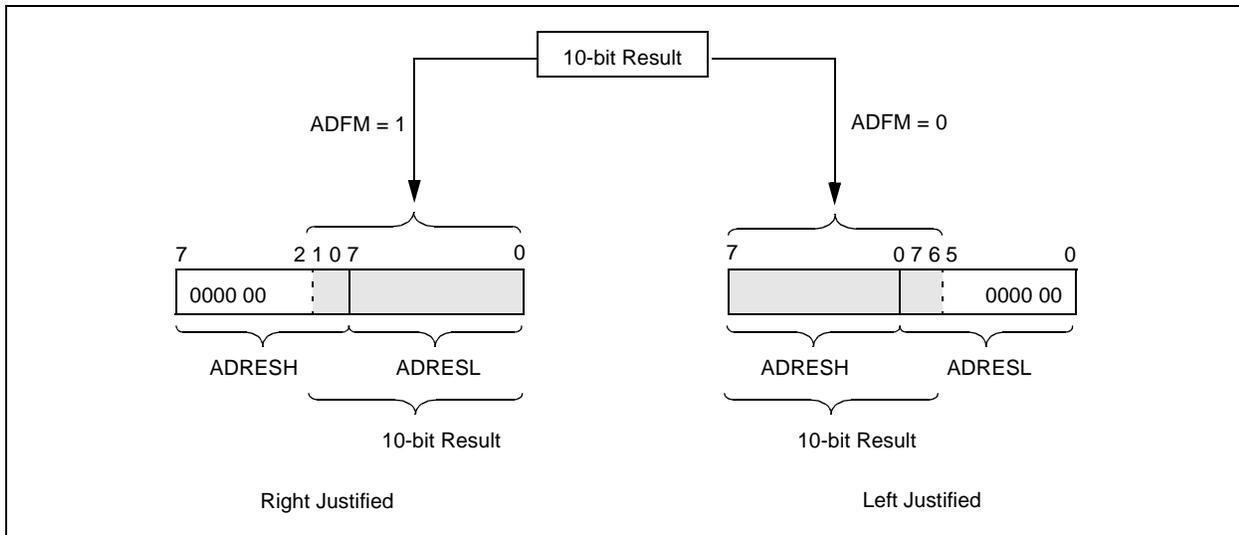 10-bit Result
ADFM = 1
ADFM = 0
7 2 1 0 7 0
0000 00
ADRESH ADRESL
10-bit Result
Right Justified
7 0 7 6 5 0
0000 00
ADRESH ADRESL
10-bit Result
Left Justified